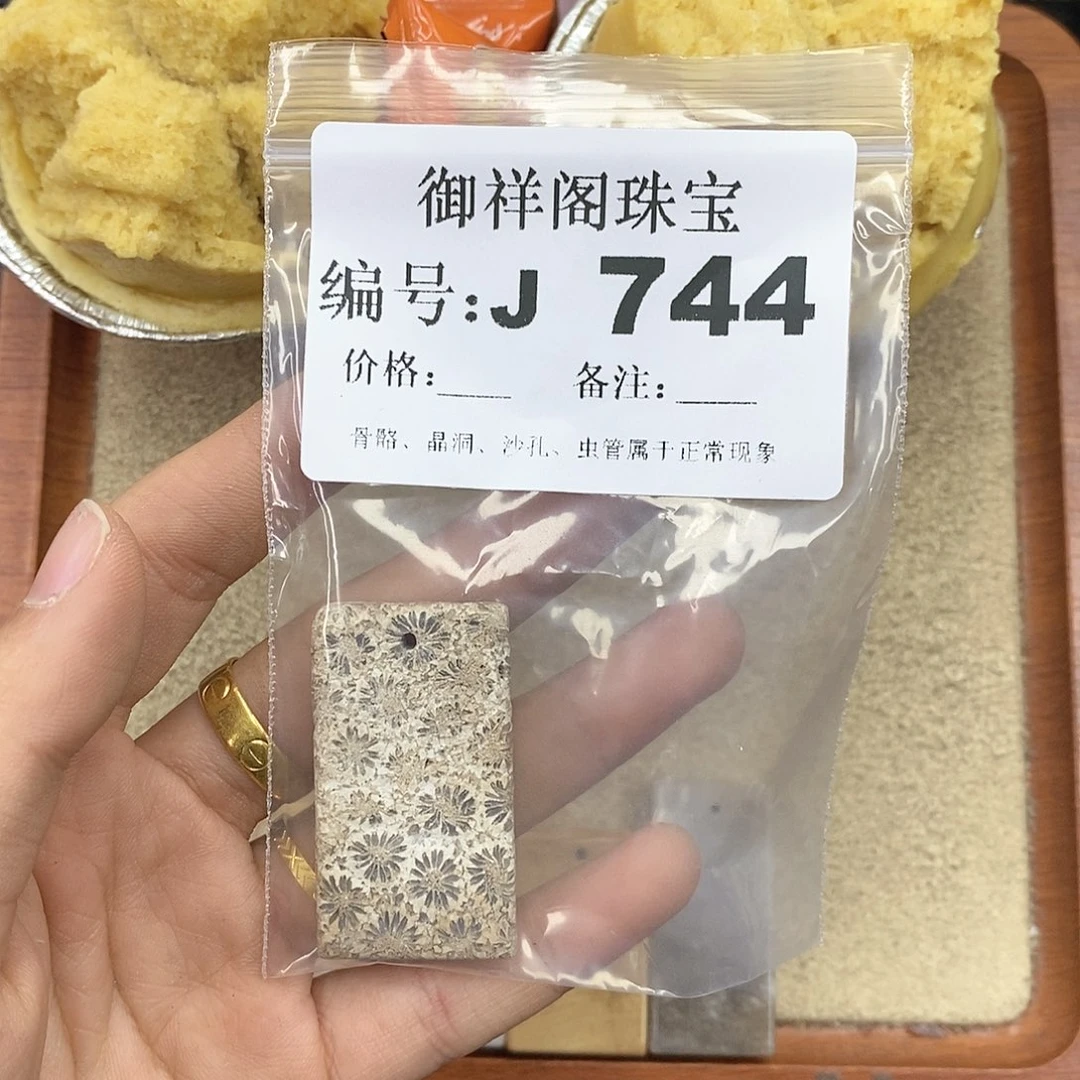 御祥阁珠宝
编号:J 744
价格:____ 备注:____
骨骼、晶洞、沙孔、虫管属于正常现象